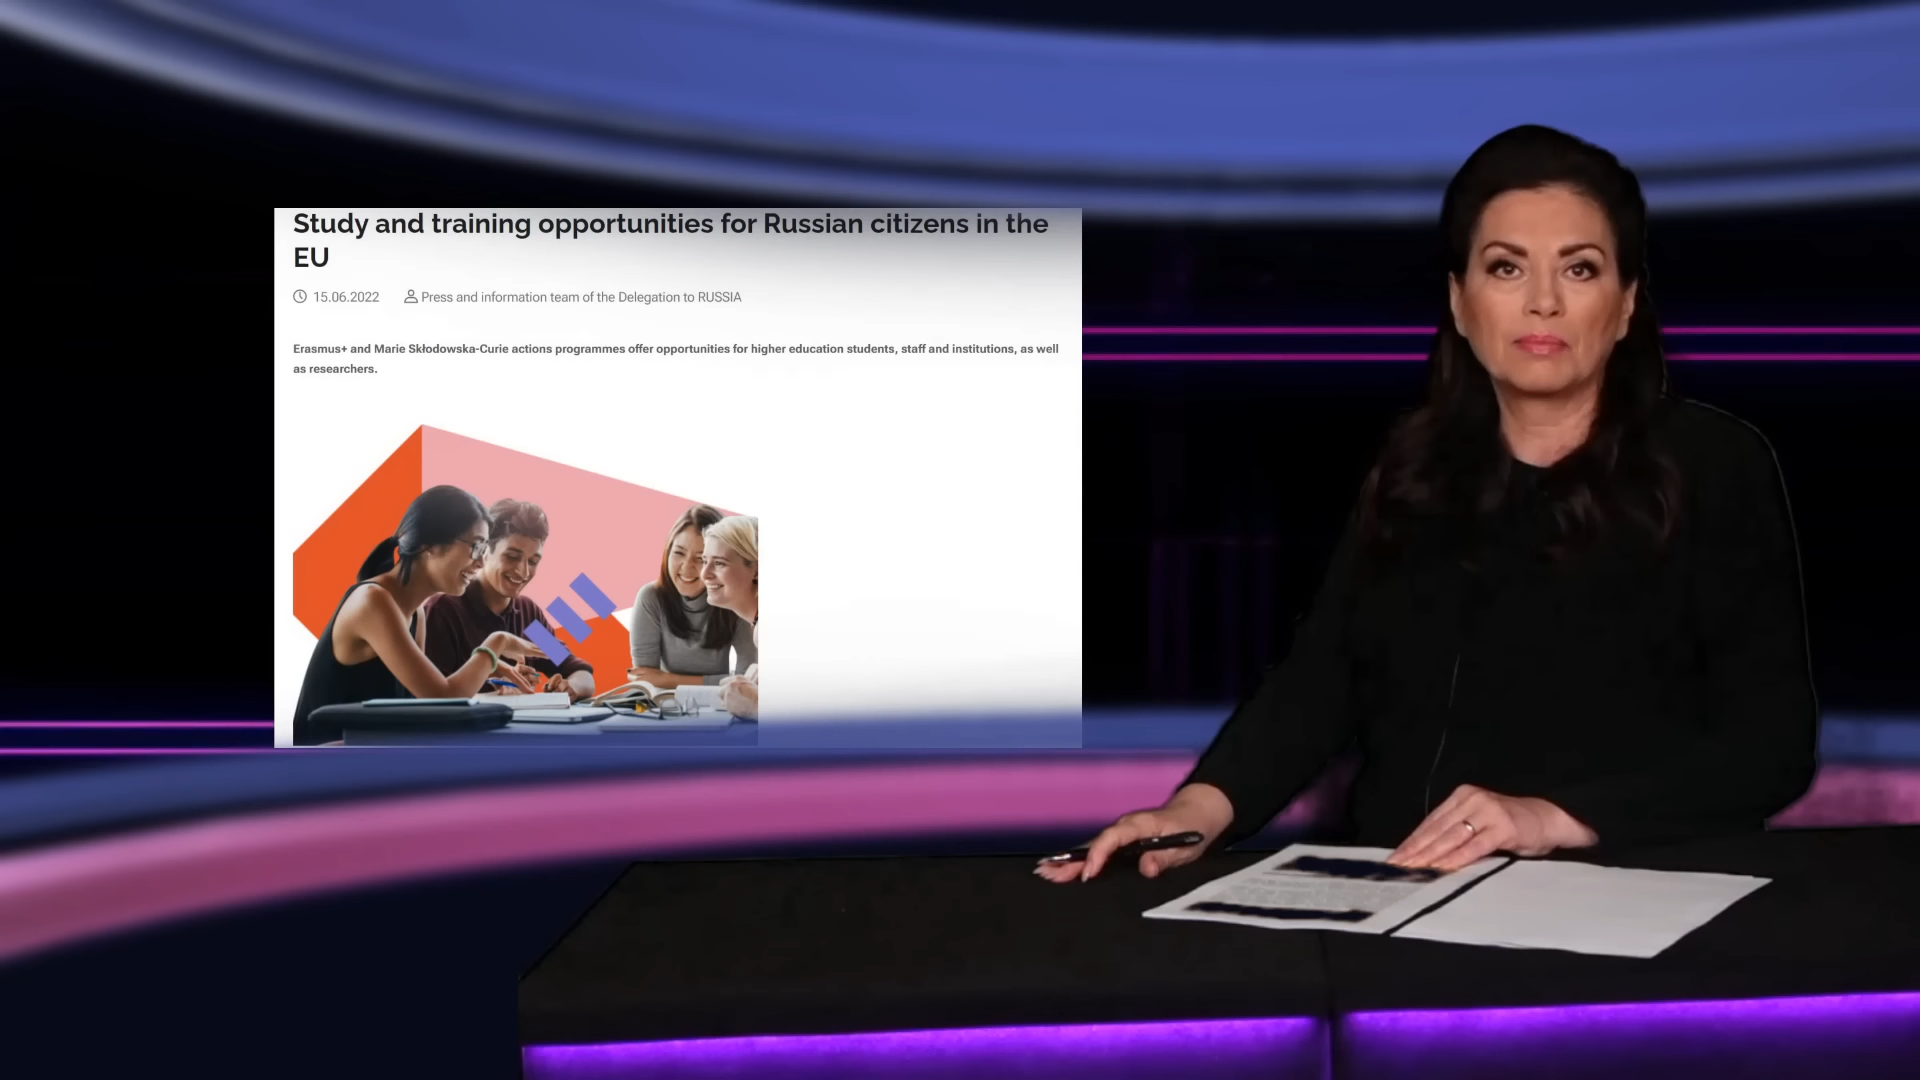 Study and training opportunities for Russian citizens in the
EU
15.06.2022 Press and information team of the Delegation to RUSSIA
Erasmus+ and Marie Skłodowska-Curie actions programmes offer opportunities for higher education students, staff and institutions, as well
as researchers.